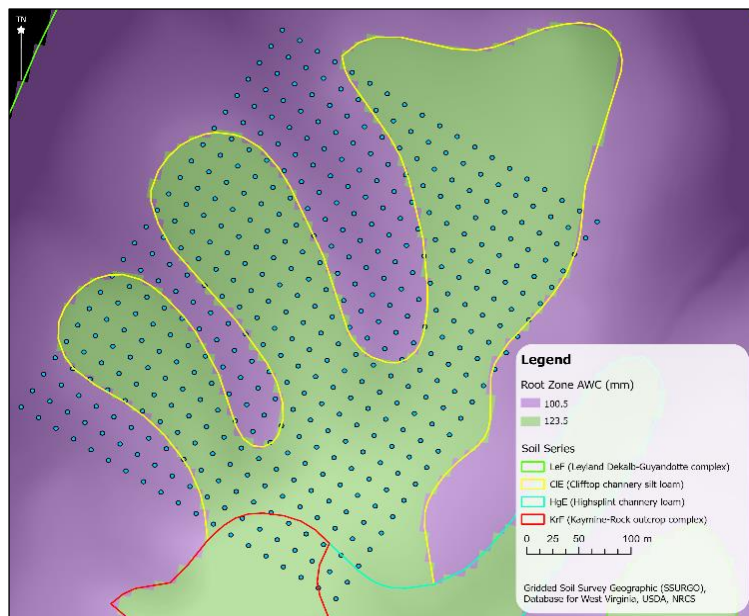 TN
Legend
Root Zone AWC (mm)
100.5
123.5
Soil Series
LeF (Leyland Dekalb-Guyandotte complex)
ClE (Clifftop channery silt loam)
HgE (Highsplint channery loam)
KrF (Kaymine-Rock outcrop complex)
0 25 50 100 m
Gridded Soil Survey Geographic (SSURGO),
Database for West Virginia, USDA, NRCS